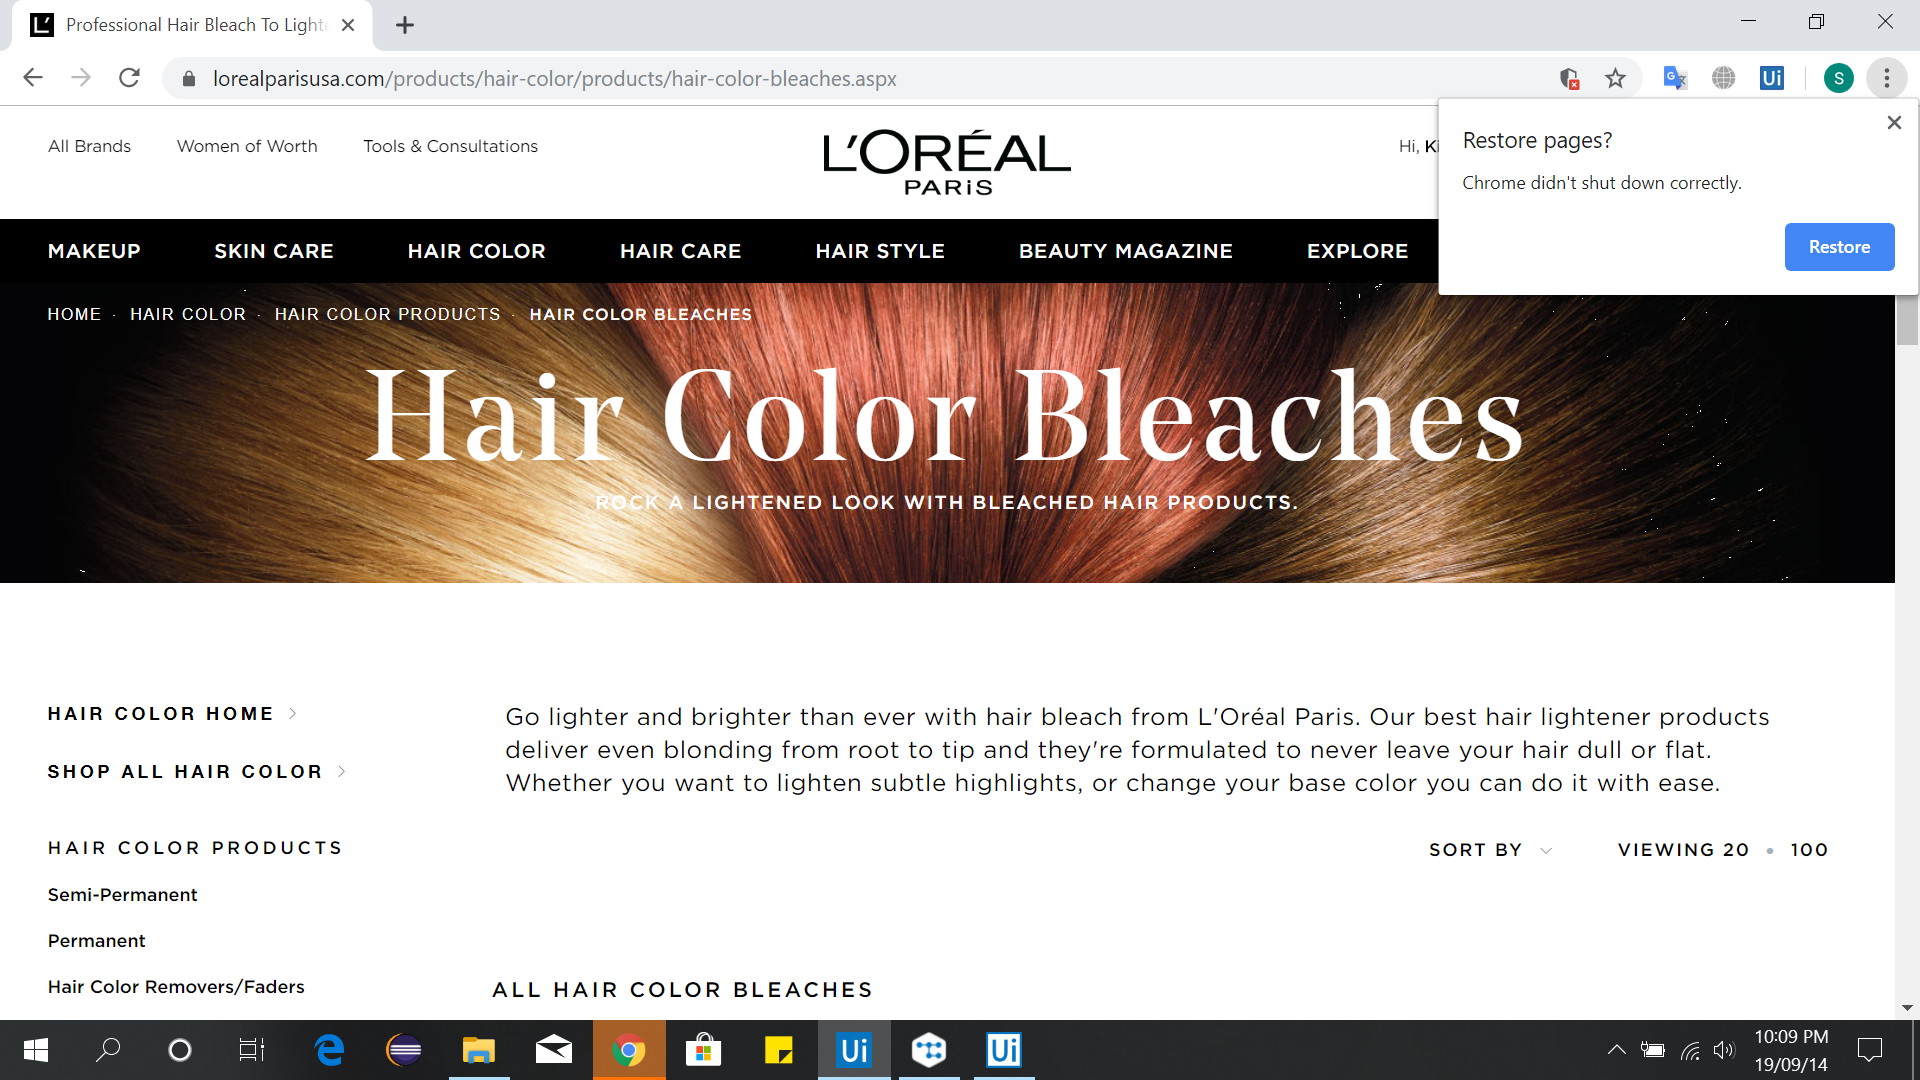 Professional Hair Bleach To Light
lorealparisusa.com/products/hair-color/products/hair-color-bleaches.aspx
S
Restore pages?
Chrome didn't shut down correctly.
Restore
All Brands
Women of Worth
Tools & Consultations
L'ORÉAL
PARiS
Hi,
MAKEUP
SKIN CARE
HAIR COLOR
HAIR CARE
HAIR STYLE
BEAUTY MAGAZINE
EXPLORE
HOME · HAIR COLOR · HAIR COLOR PRODUCTS · HAIR COLOR BLEACHES
Hair Color Bleaches
ROCK A LIGHTENED LOOK WITH BLEACHED HAIR PRODUCTS.
HAIR COLOR HOME
SHOP ALL HAIR COLOR
HAIR COLOR PRODUCTS
Semi-Permanent
Permanent
Hair Color Removers/Faders
Go lighter and brighter than ever with hair bleach from L'Oréal Paris. Our best hair lightener products
deliver even blonding from root to tip and they're formulated to never leave your hair dull or flat.
Whether you want to lighten subtle highlights, or change your base color you can do it with ease.
SORT BY
VIEWING 20 • 100
ALL HAIR COLOR BLEACHES
Ui
Ui
Ui
10:09 PM
19/09/14